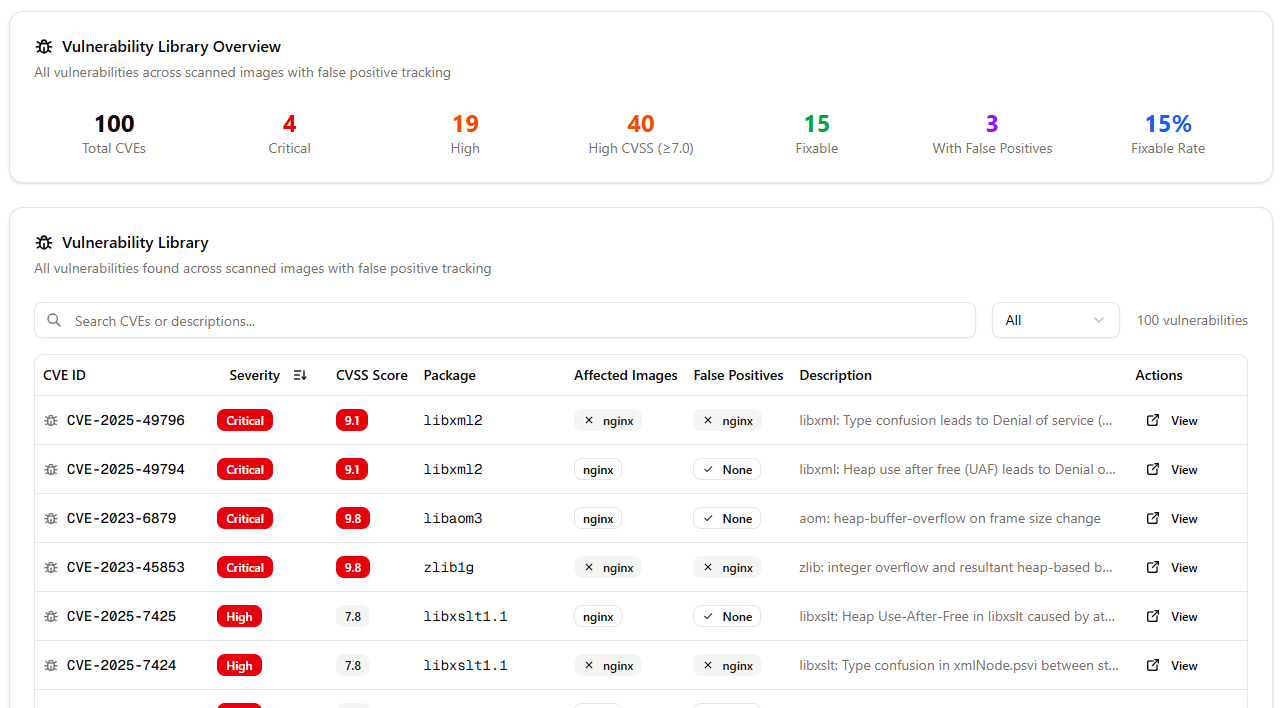 Vulnerability Library Overview
All vulnerabilities across scanned images with false positive tracking
100 4 19 40 15 3 15%
Total CVEs Critical High High CVSS (≥7.0) Fixable With False Positives Fixable Rate
Vulnerability Library
All vulnerabilities found across scanned images with false positive tracking
Search CVEs or descriptions... All 100 vulnerabilities
CVE ID Severity CVSS Score Package Affected Images False Positives Description Actions
CVE-2025-49796 Critical 9.1 libxml2 nginx nginx libxml: Type confusion leads to Denial of service (... View
CVE-2025-49794 Critical 9.1 libxml2 nginx None libxml: Heap use after free (UAF) leads to Denial o... View
CVE-2023-6879 Critical 9.8 libaom3 nginx None aom: heap-buffer-overflow on frame size change View
CVE-2023-45853 Critical 9.8 zlib1g nginx nginx zlib: integer overflow and resultant heap-based b... View
CVE-2025-7425 High 7.8 libxslt1.1 nginx None libxslt: Heap Use-After-Free in libxslt caused by at... View
CVE-2025-7424 High 7.8 libxslt1.1 nginx nginx libxslt: Type confusion in xmlNode.psvi between st... View